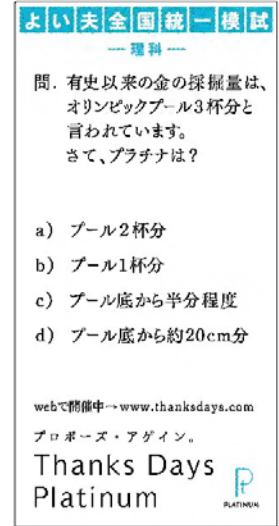 よい夫全国統一模試
理科
問. 有史以来の金の採掘量は、
オリンピックプール3杯分と
言われています。
さて、プラチナは？
a) プール2杯分
b) プール1杯分
c) プール底から半分程度
d) プール底から約20cm分
webで開催中→www.thanksdays.com
プロポーズ・アゲイン。
Thanks Days
Platinum
Pt
PLATINUM